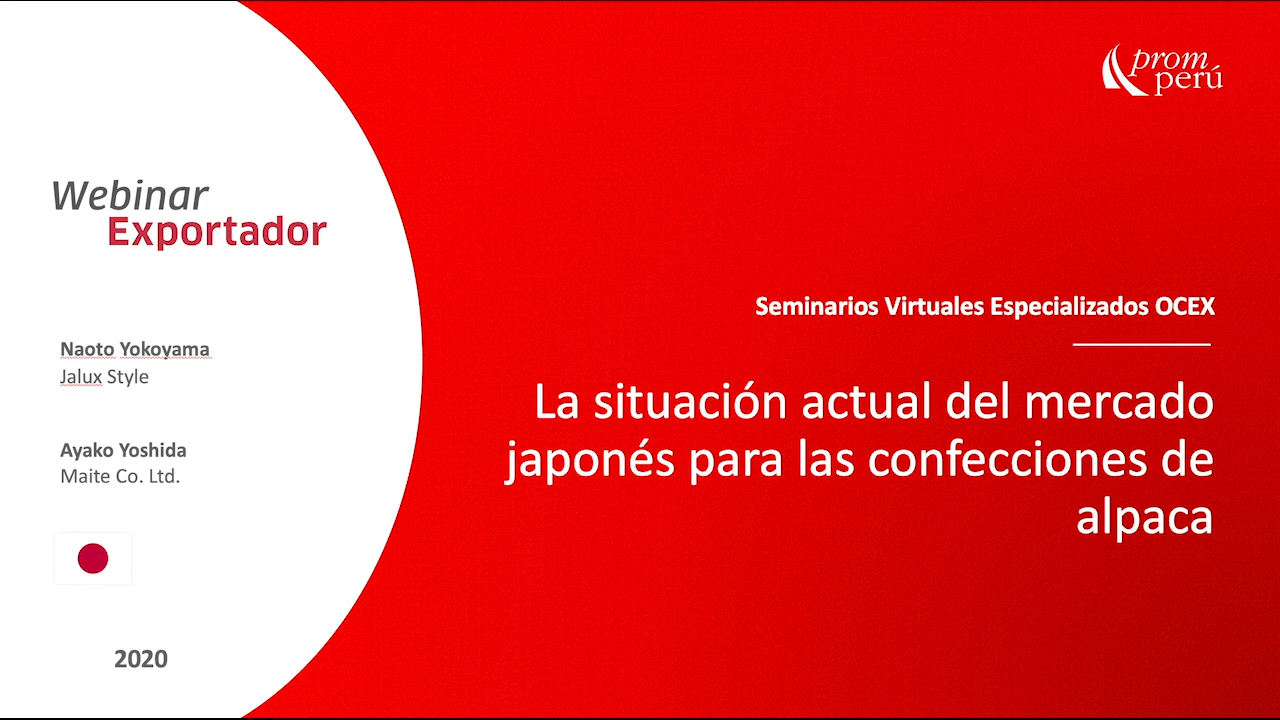 prom
perú
Webinar
Exportador
Naoto Yokoyama
Jalux Style
Ayako Yoshida
Maite Co. Ltd.
2020
Seminarios Virtuales Especializados OCEX
La situación actual del mercado
japonés para las confecciones de
alpaca